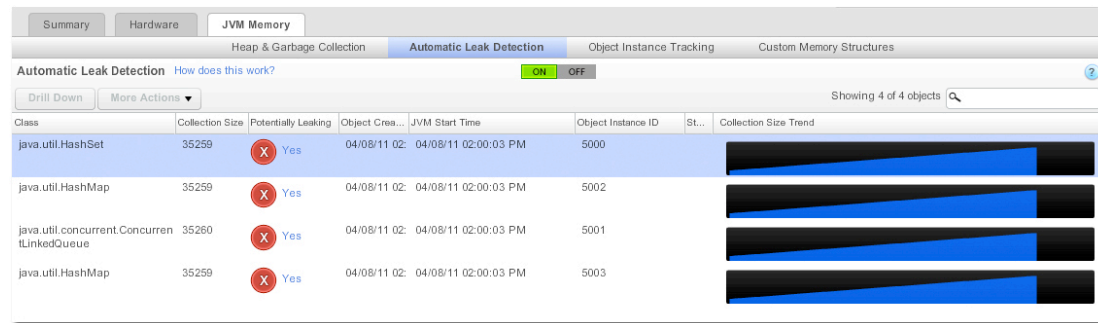 Summary Hardware JVM Memory
Heap & Garbage Collection Automatic Leak Detection Object Instance Tracking Custom Memory Structures
Automatic Leak Detection How does this work? ON OFF ?
Drill Down More Actions Showing 4 of 4 objects
Class Collection Size Potentially Leaking Object Crea... JVM Start Time Object Instance ID St... Collection Size Trend
java.util.HashSet 35259 X Yes 04/08/11 02: 04/08/11 02:00:03 PM 5000
java.util.HashMap 35259 X Yes 04/08/11 02: 04/08/11 02:00:03 PM 5002
java.util.concurrent.Concurren 35260 X Yes 04/08/11 02: 04/08/11 02:00:03 PM 5001
tLinkedQueue
java.util.HashMap 35259 X Yes 04/08/11 02: 04/08/11 02:00:03 PM 5003